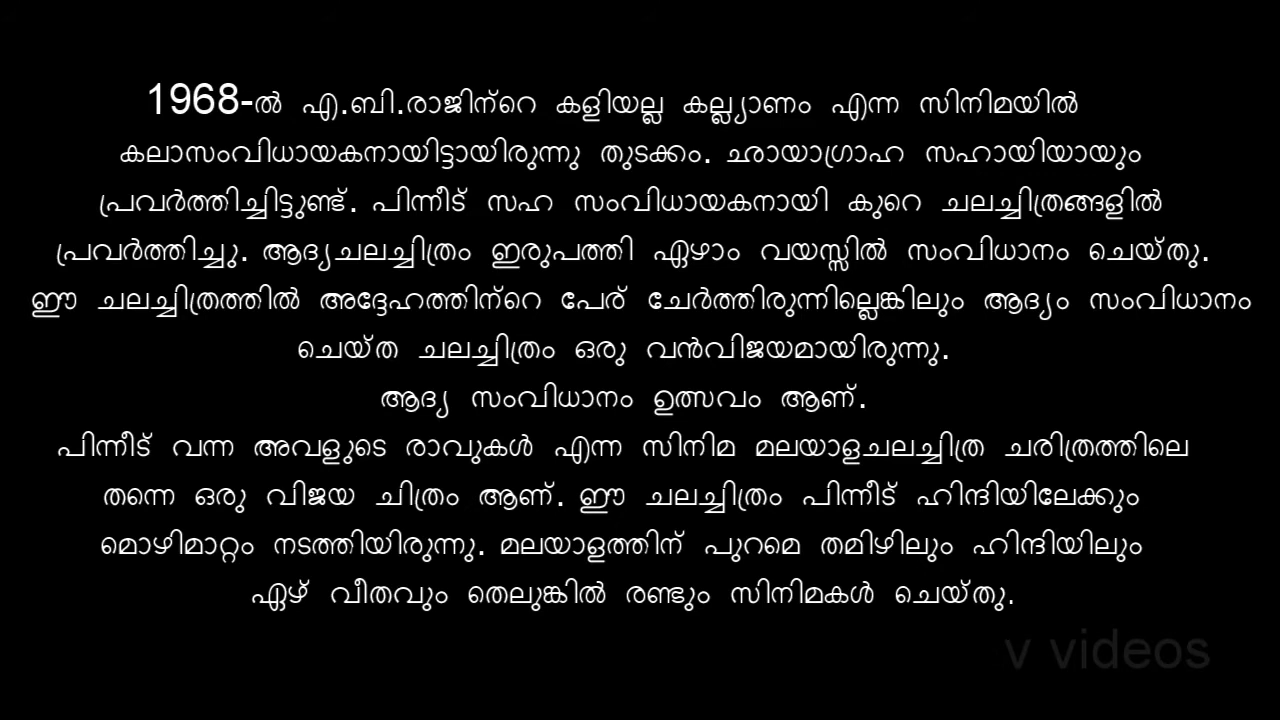 1968-ൽ എ.ബി.രാജിന്റെ കളിയല്ല കല്ല്യാണം എന്ന സിനിമയിൽ
കലാസംവിധായകനായിട്ടായിരുന്നു തുടക്കം. ഛായാഗ്രാഹ സഹായിയായും
പ്രവർത്തിച്ചിട്ടുണ്ട്. പിന്നീട് സഹ സംവിധായകനായി കുറെ ചലച്ചിത്രങ്ങളിൽ
പ്രവർത്തിച്ചു. ആദ്യചലച്ചിത്രം ഇരുപത്തി ഏഴാം വയസ്സിൽ സംവിധാനം ചെയ്തു.
ഈ ചലച്ചിത്രത്തിൽ അദ്ദേഹത്തിന്റെ പേര് ചേർത്തിരുന്നില്ലെങ്കിലും ആദ്യം സംവിധാനം
ചെയ്ത ചലച്ചിത്രം ഒരു വൻവിജയമായിരുന്നു.
ആദ്യ സംവിധാനം ഉത്സവം ആണ്.
പിന്നീട് വന്ന അവളുടെ രാവുകൾ എന്ന സിനിമ മലയാളചലച്ചിത്ര ചരിത്രത്തിലെ
തന്നെ ഒരു വിജയ ചിത്രം ആണ്. ഈ ചലച്ചിത്രം പിന്നീട് ഹിന്ദിയിലേക്കും
മൊഴിമാറ്റം നടത്തിയിരുന്നു. മലയാളത്തിന് പുറമെ തമിഴിലും ഹിന്ദിയിലും
ഏഴ് വീതവും തെലുങ്കിൽ രണ്ടും സിനിമകൾ ചെയ്തു.
v videos